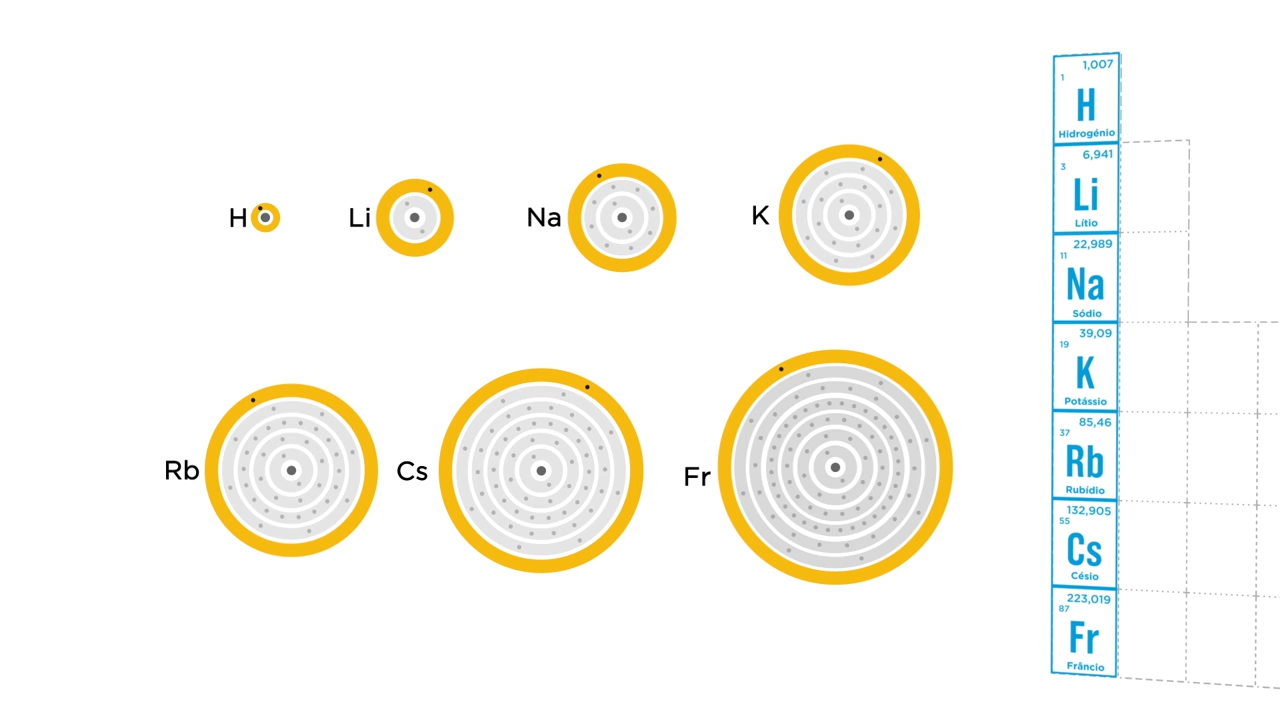 H
Li
Na
K
Rb
Cs
Fr
1,007
1
H
Hidrogénio
6,941
3
Li
Lítio
22,989
11
Na
Sódio
39,09
19
K
Potássio
85,46
37
Rb
Rubídio
132,905
55
Cs
Césio
223,019
87
Fr
Frâncio